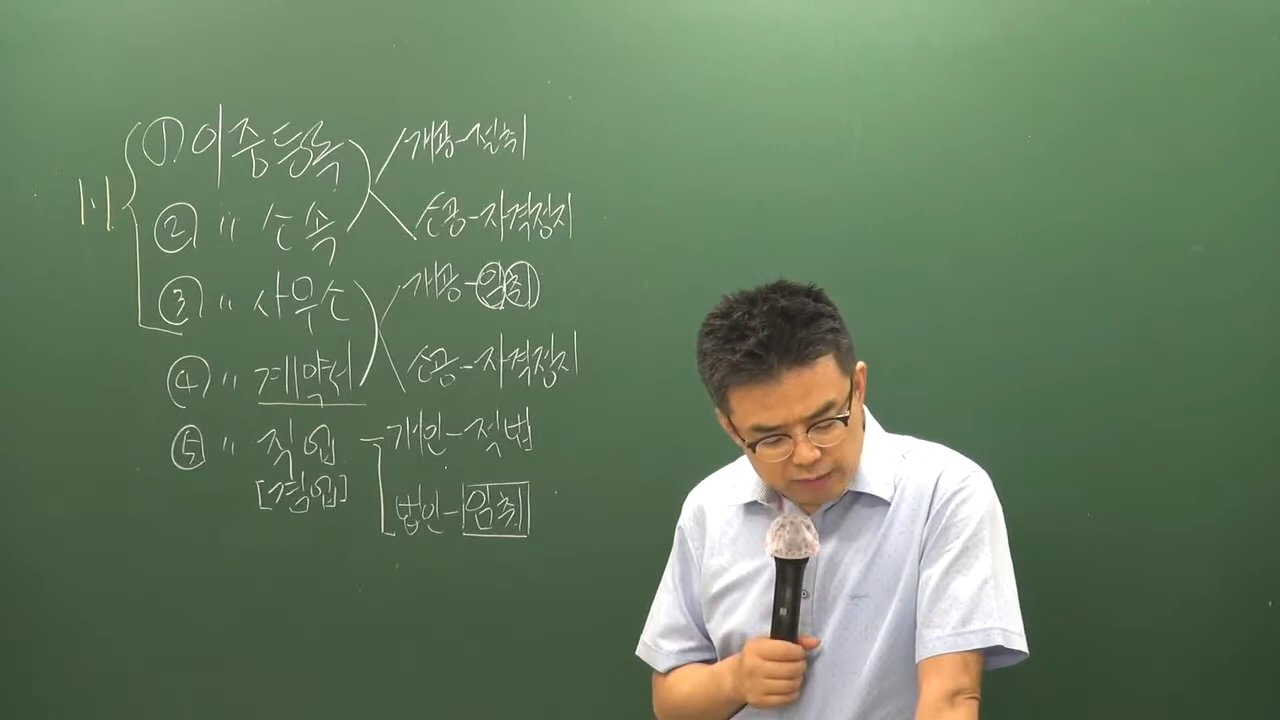 1-1
① 이중등록
개공-절취
② 〃 소속
소공-자격정지
③ 〃 사무소
개공-임취
④ 〃 계약서
소공-자격정지
⑤ 〃 직업
[겸업]
개인-적법
법인-임취